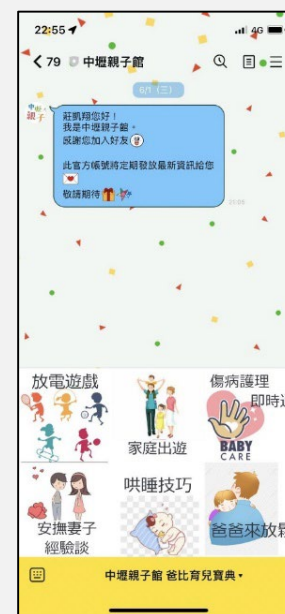 22:55
4G
79 中壢親子館
6/1 (三)
莊凱翔您好！
我是中壢親子館。
感謝您加入好友
此官方帳號將定期發放最新資訊給您
敬請期待
放電遊戲
家庭出遊
傷病護理
即時
BABY
CARE
安撫妻子
經驗談
哄睡技巧
爸爸來放鬆
中壢親子館 爸比育兒寶典